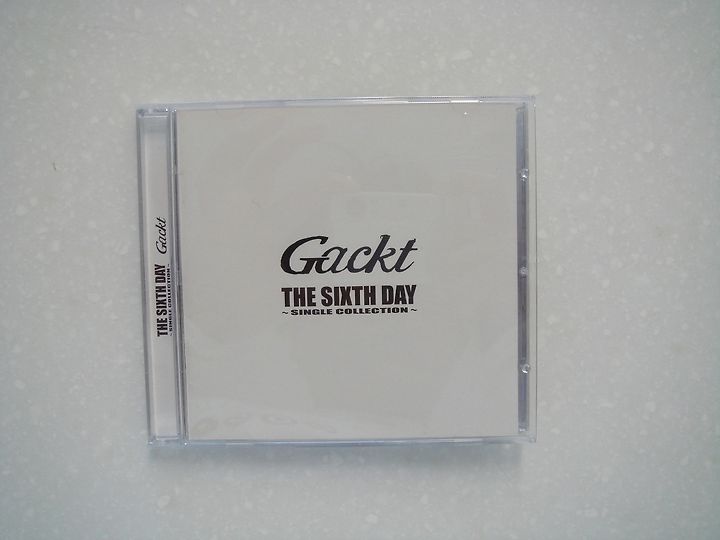 Gackt
THE SIXTH DAY
~ SINGLE COLLECTION ~
THE SIXTH DAY Gackt
~ SINGLE COLLECTION ~